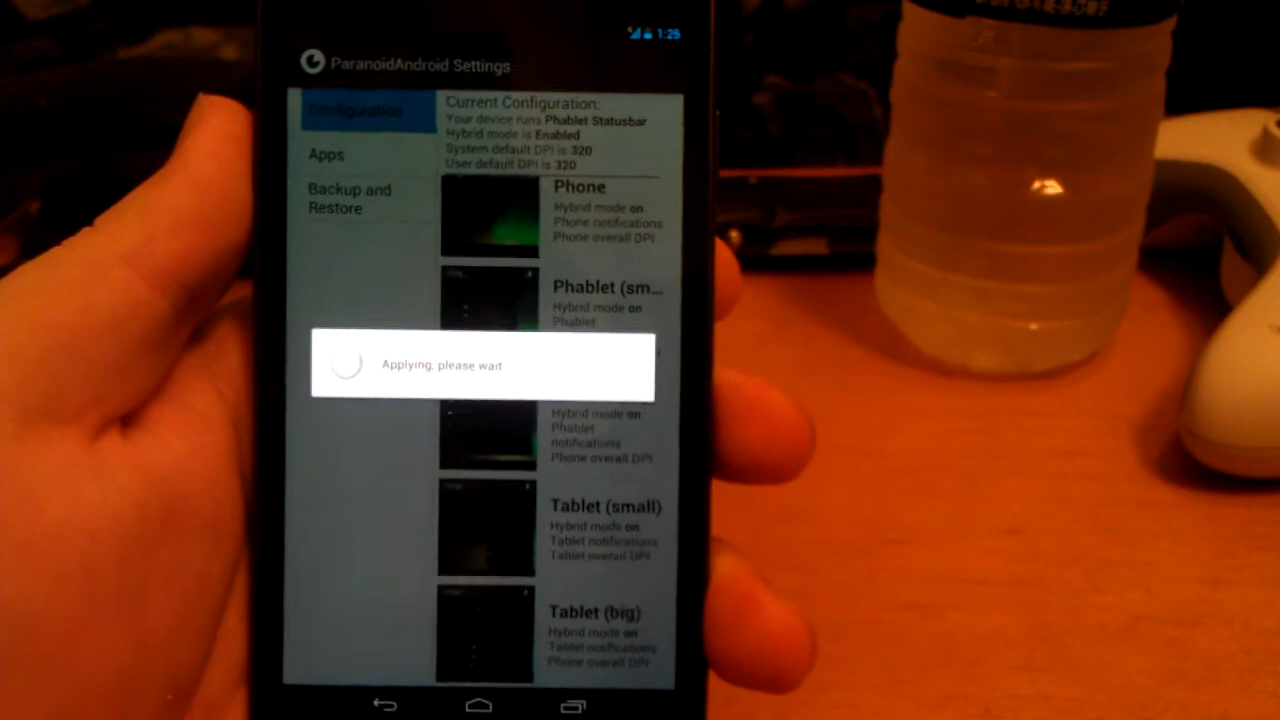 1:25
ParanoidAndroid Settings
Configuration
Apps
Backup and
Restore
Current Configuration:
Your device runs Phablet Statusbar
Hybrid mode is Enabled
System default DPI is 320
User default DPI is 320
Phone
Hybrid mode on
Phone notifications
Phone overall DPI
Phablet (sm...
Hybrid mode on
Phablet
Applying, please wait
Hybrid mode on
Phablet
notifications
Phone overall DPI
Tablet (small)
Hybrid mode on
Tablet notifications
Tablet overall DPI
Tablet (big)
Hybrid mode on
Tablet notifications
Phone overall DPI